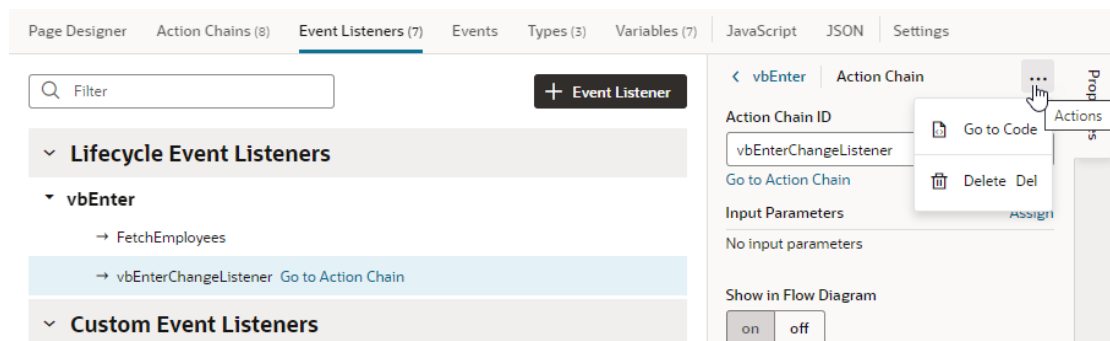 Page Designer Action Chains (8) Event Listeners (7) Events Types (3) Variables (7) JavaScript JSON Settings
Filter
+ Event Listener
Lifecycle Event Listeners
vbEnter
→ FetchEmployees
→ vbEnterChangeListener Go to Action Chain
Custom Event Listeners
vbEnter Action Chain
Action Chain ID
vbEnterChangeListener
Go to Action Chain
Input Parameters Assign
No input parameters
Show in Flow Diagram
on off
Go to Code
Delete Del
Actions